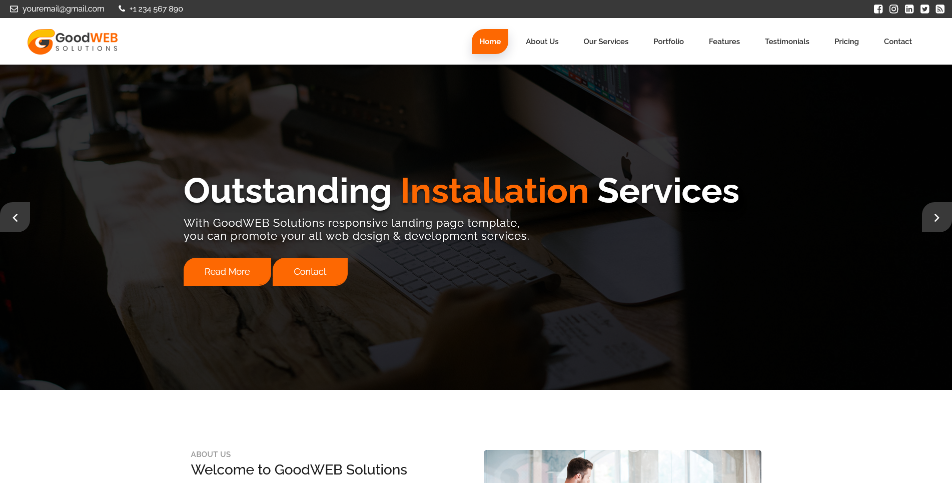 youremail@gmail.com
+1 234 567 890
GoodWEB
SOLUTIONS
Home
About Us
Our Services
Portfolio
Features
Testimonials
Pricing
Contact
Outstanding Installation Services
With GoodWEB Solutions responsive landing page template,
you can promote your all web design & development services.
Read More
Contact
ABOUT US
Welcome to GoodWEB Solutions